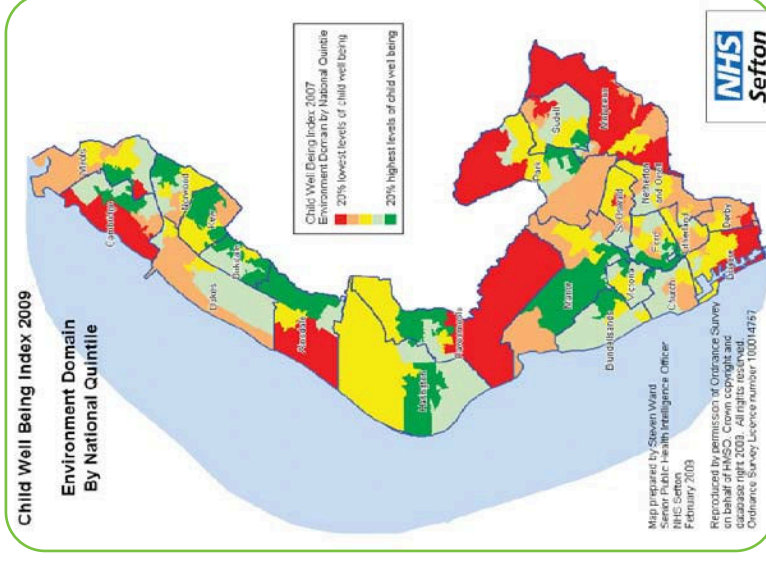 Child Well Being Index 2009
Environment Domain
By National Quintile
Child Well Being Index 2007
Environment Domain by National Quintile
20% lowest levels of child well being
20% highest levels of child well being
Meols
Cambridge
Norwood
Kew
Dukes
Birkdale
Ainsdale
Harington
Ravenmeols
Park
Sudell
Molyneux
Manor
Netherton
and Orrell
Ford
Litherland
Victoria
Blundellsands
Church
Derby
Linacre
Map prepared by Steven Ward
Senior Public Health Intelligence Officer
NHS Sefton
February 2009
Reproduced by permission of Ordnance Survey
on behalf of HMSO. Crown copyright and
database right 2009. All rights reserved.
Ordnance Survey Licence number 100014757
NHS
Sefton